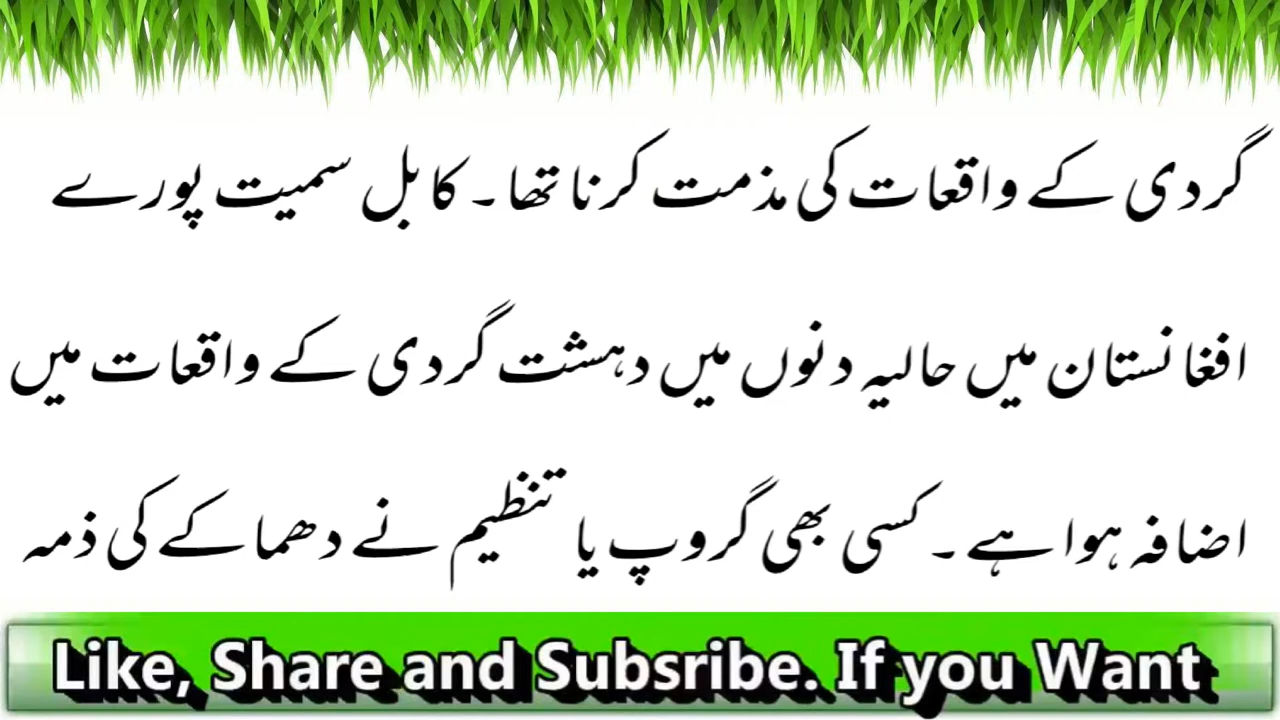 گردی کے واقعات کی مذمت کرنا تھا۔ کابل سمیت پورے
افغانستان میں حالیہ دنوں میں دہشت گردی کے واقعات میں
اضافہ ہوا ہے۔ کسی بھی گروپ یا تنظیم نے دھماکے کی ذمہ
Like, Share and Subsribe. If you Want